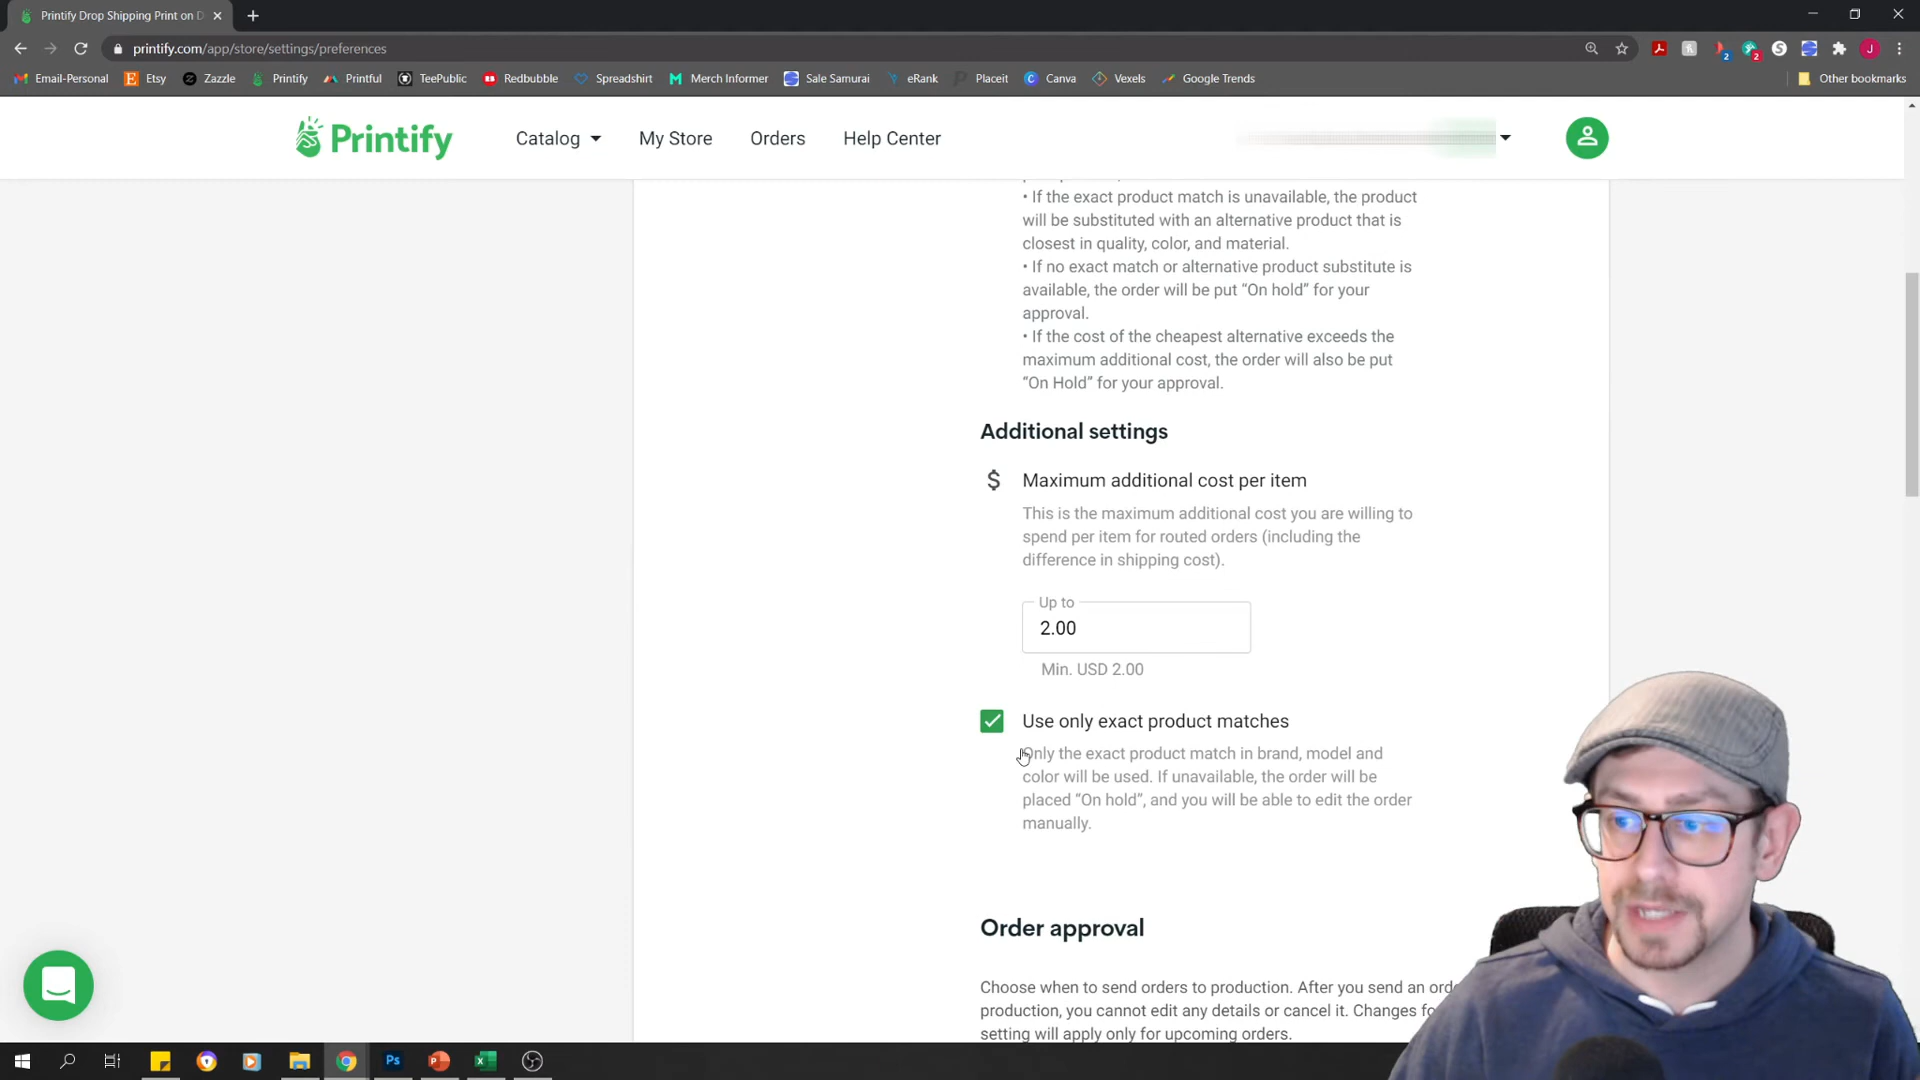 Printify Drop Shipping Print on D
printify.com/app/store/settings/preferences
2
2
J
Email-Personal
Etsy
Zazzle
Printify
Printful
TeePublic
Redbubble
Spreadshirt
Merch Informer
Sale Samurai
eRank
Placeit
Canva
Vexels
Google Trends
Other bookmarks
Printify
Catalog
My Store
Orders
Help Center
• If the exact product match is unavailable, the product
will be substituted with an alternative product that is
closest in quality, color, and material.
• If no exact match or alternative product substitute is
available, the order will be put “On hold” for your
approval.
• If the cost of the cheapest alternative exceeds the
maximum additional cost, the order will also be put
“On Hold” for your approval.
Additional settings
$ Maximum additional cost per item
This is the maximum additional cost you are willing to
spend per item for routed orders (including the
difference in shipping cost).
Up to
2.00
Min. USD 2.00
Use only exact product matches
Only the exact product match in brand, model and
color will be used. If unavailable, the order will be
placed “On hold”, and you will be able to edit the order
manually.
Order approval
Choose when to send orders to production. After you send an
production, you cannot edit any details or cancel it. Changes
setting will apply only for upcoming orders.